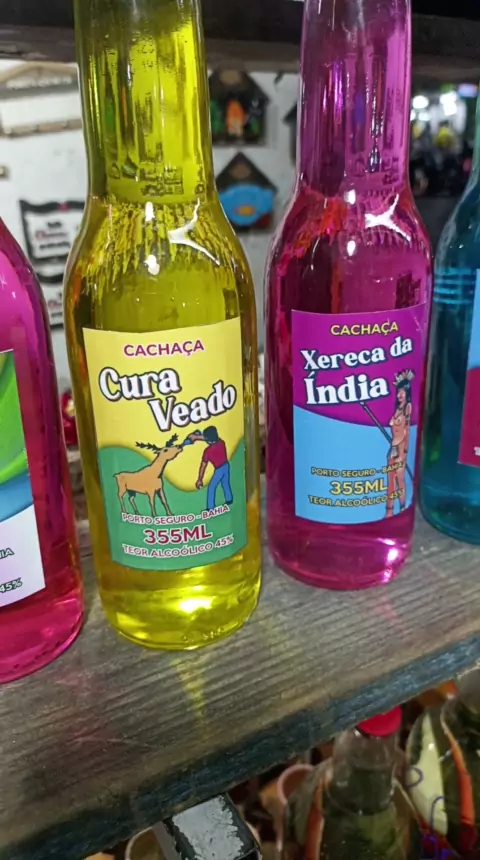 CACHAÇA
Cura
Veado
PORTO SEGURO - BAHIA
355ML
TEOR ALCOÓLICO 45%
CACHAÇA
Xereca da
Índia
PORTO SEGURO - BAHIA
355ML
TEOR ALCOÓLICO 45%
45%